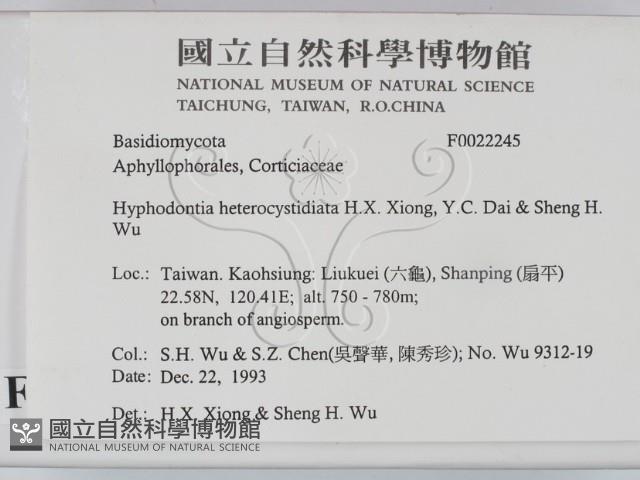 國立自然科學博物館
NATIONAL MUSEUM OF NATURAL SCIENCE
TAICHUNG, TAIWAN, R.O.CHINA
Basidiomycota F0022245
Aphyllophorales, Corticiaceae
Hyphodontia heterocystidiata H.X. Xiong, Y.C. Dai & Sheng H.
Wu
Loc.: Taiwan. Kaohsiung: Liukuei (六龜), Shanping (扇平)
22.58N, 120.41E; alt. 750 - 780m;
on branch of angiosperm.
Col.: S.H. Wu & S.Z. Chen(吳聲華, 陳秀珍); No. Wu 9312-19
Date: Dec. 22, 1993
F
Det.: H.X. Xiong & Sheng H. Wu
國立自然科學博物館
NATIONAL MUSEUM OF NATURAL SCIENCE